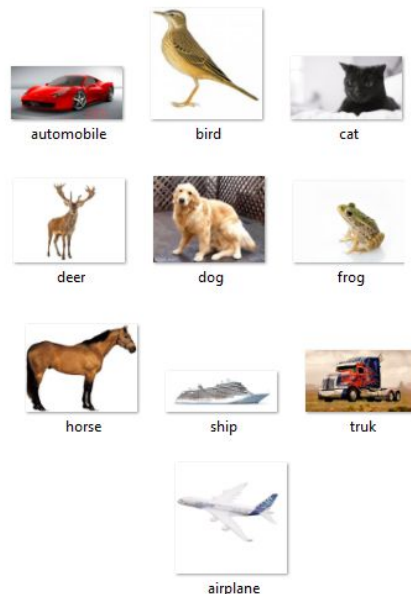 automobile
bird
cat
deer
dog
frog
horse
ship
truk
airplane